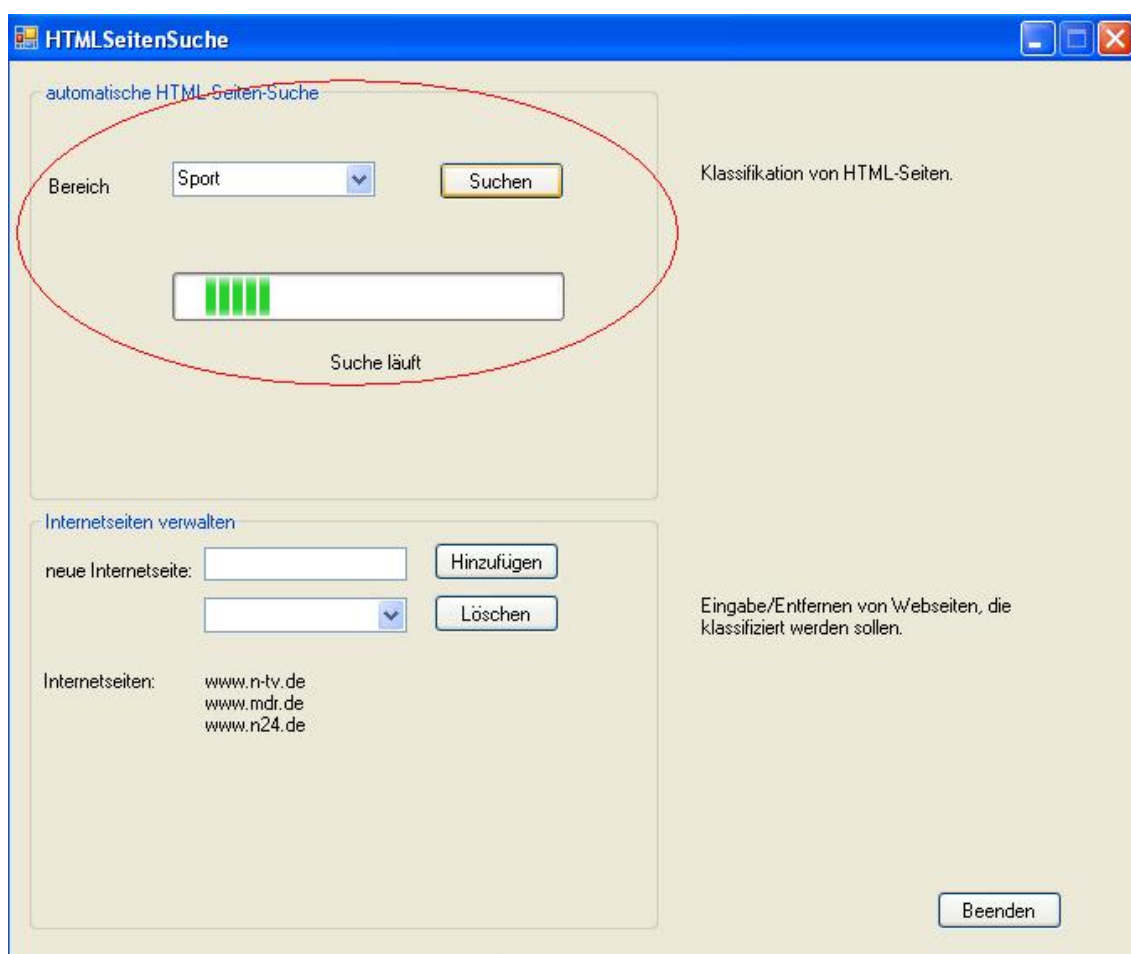 HTMLSeitenSuche
automatische HTML-Seiten-Suche
Bereich
Sport
Suchen
Klassifikation von HTML-Seiten.
Suche läuft
Internetseiten verwalten
neue Internetseite:
Hinzufügen
Löschen
Eingabe/Entfernen von Webseiten, die
klassifiziert werden sollen.
Internetseiten:
www.n-tv.de
www.mdr.de
www.n24.de
Beenden